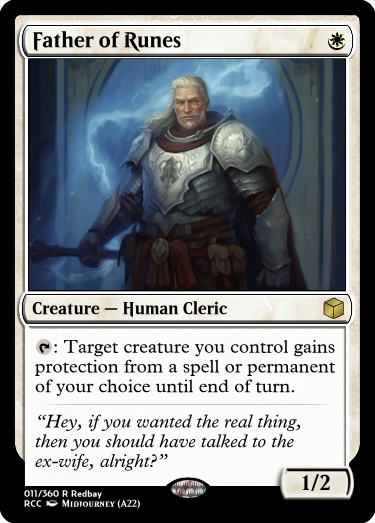 Father of Runes
Creature — Human Cleric
: Target creature you control gains
protection from a spell or permanent
of your choice until end of turn.
“Hey, if you wanted the real thing,
then you should have talked to the
ex-wife, alright?”
1/2
011/360 R Redbay
RCC Midjourney (A22)